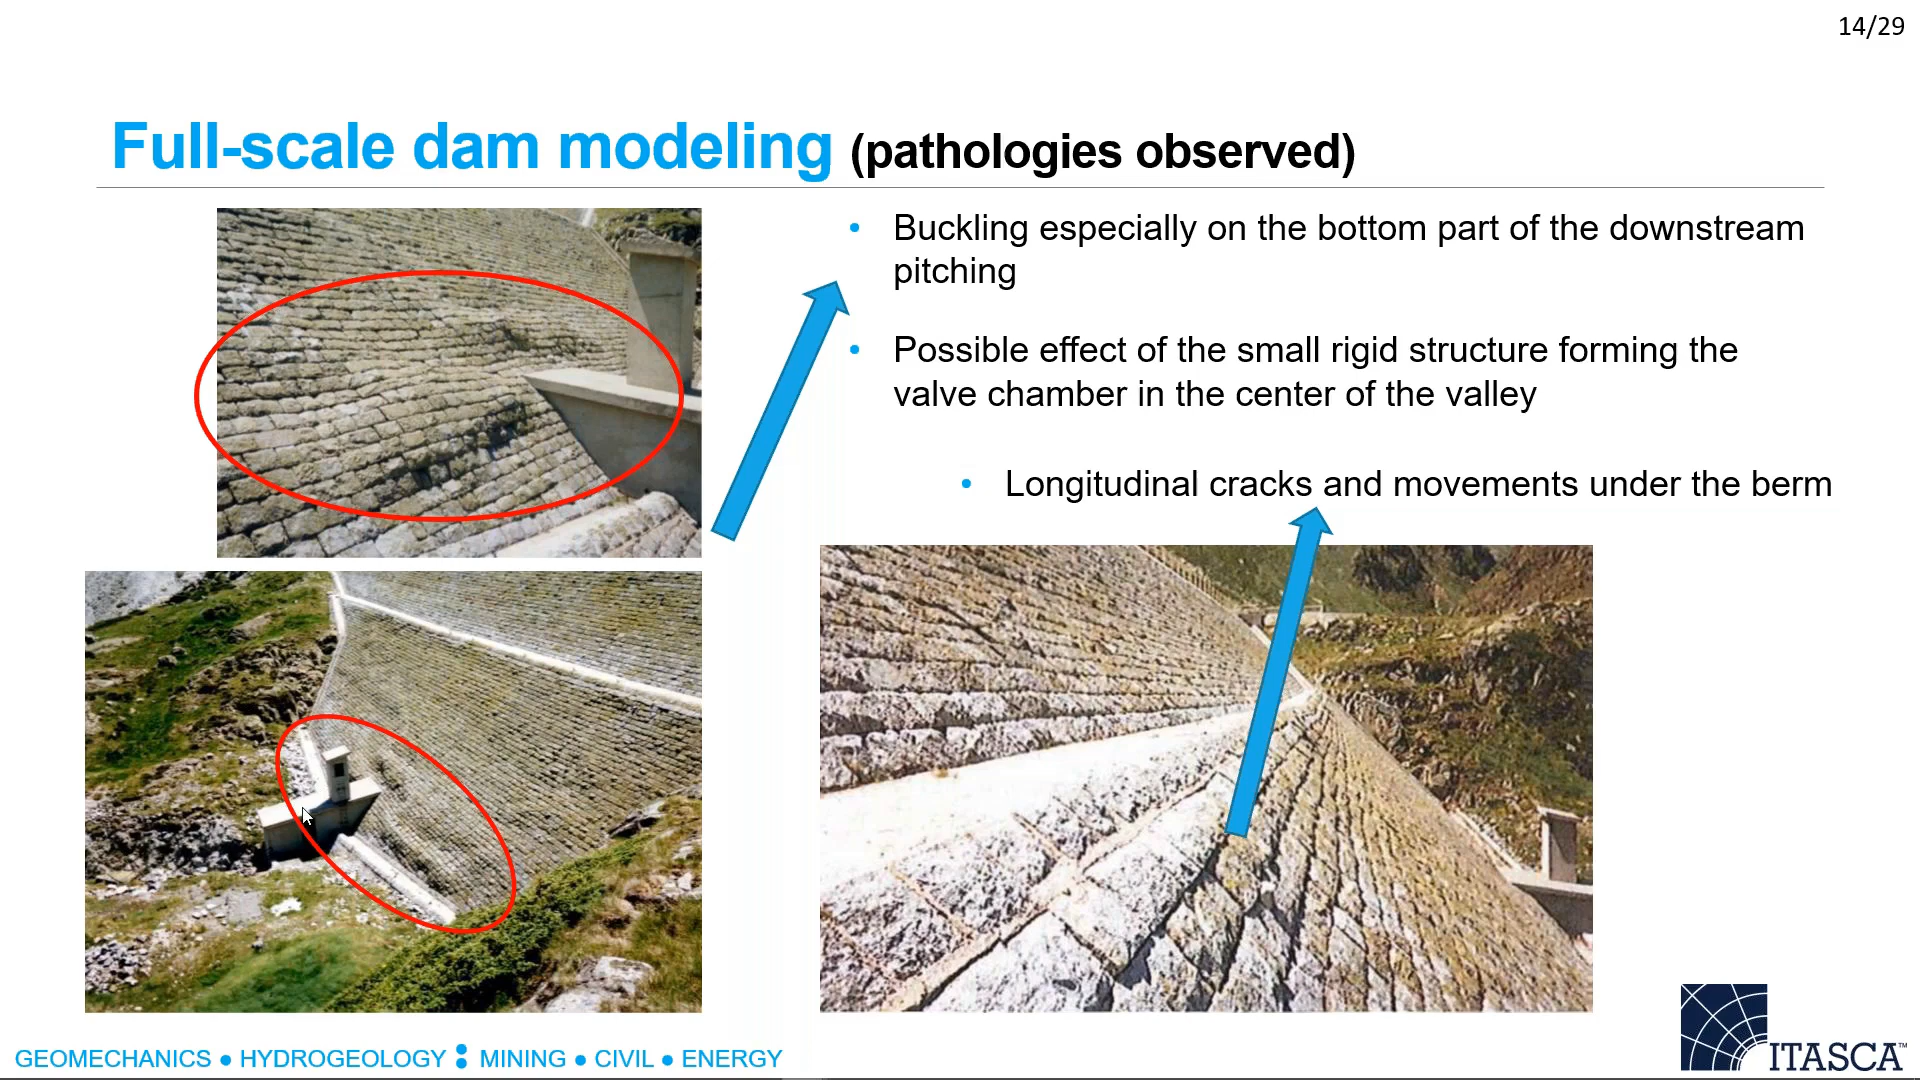 14/29
Full-scale dam modeling (pathologies observed)
• Buckling especially on the bottom part of the downstream
pitching
• Possible effect of the small rigid structure forming the
valve chamber in the center of the valley
• Longitudinal cracks and movements under the berm
GEOMECHANICS ● HYDROGEOLOGY : MINING ● CIVIL ● ENERGY
ITASCA™